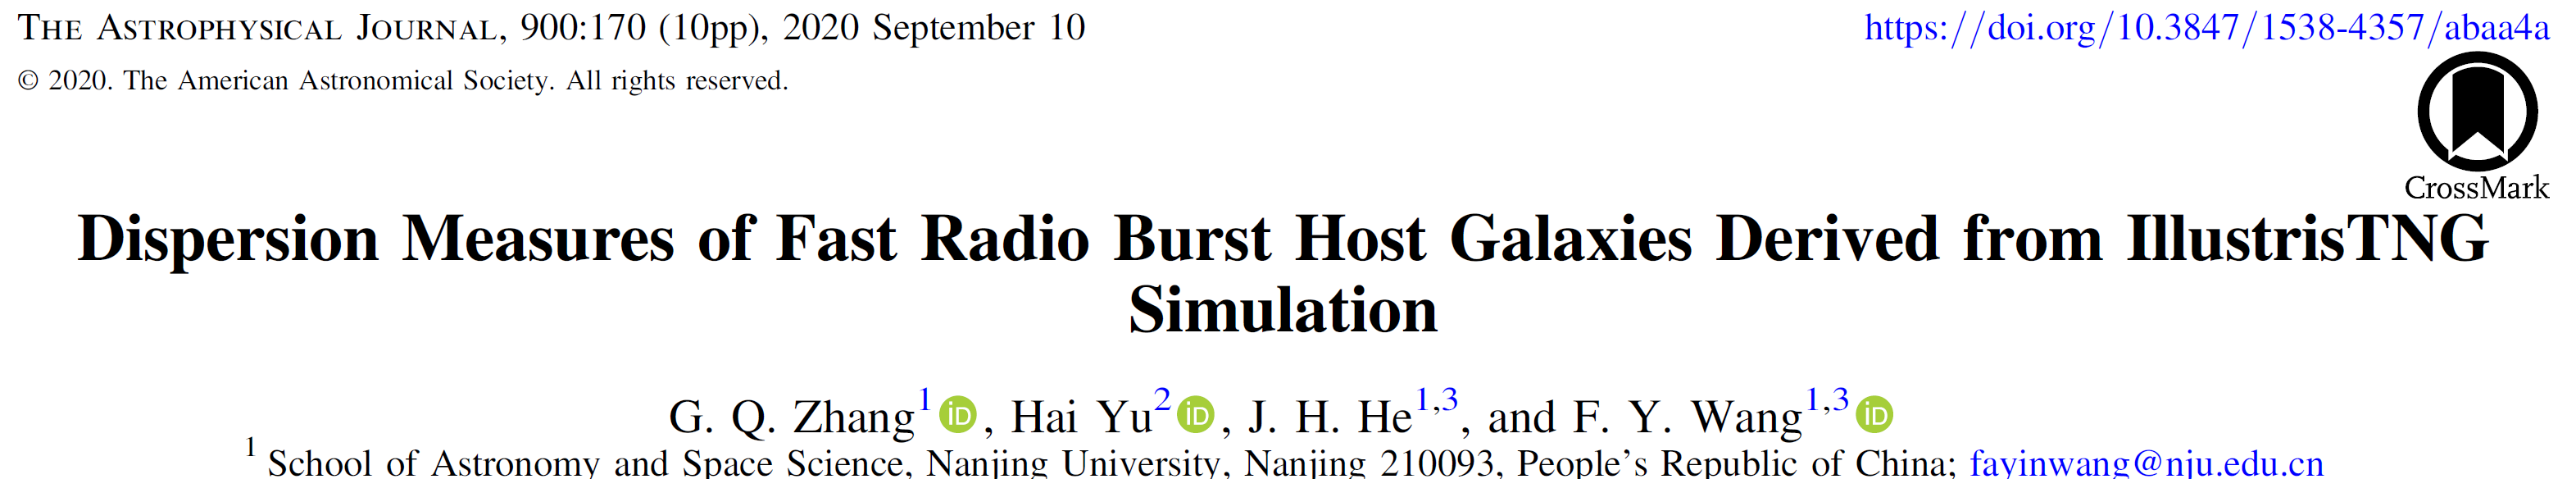 THE ASTROPHYSICAL JOURNAL, 900:170 (10pp), 2020 September 10
https://doi.org/10.3847/1538-4357/abaa4a
© 2020. The American Astronomical Society. All rights reserved.
CrossMark
Dispersion Measures of Fast Radio Burst Host Galaxies Derived from IllustrisTNG
Simulation
G. Q. Zhang1 iD, Hai Yu2 iD, J. H. He1,3, and F. Y. Wang1,3 iD
1 School of Astronomy and Space Science, Nanjing University, Nanjing 210093, People's Republic of China; fayinwang@nju.edu.cn